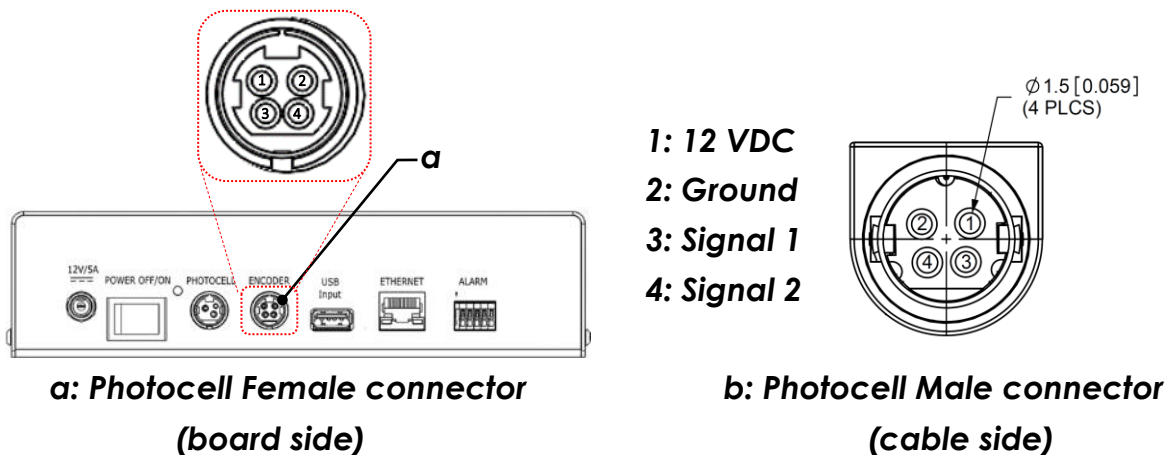 1 2
3 4
a
12V/5A
POWER OFF/ON
PHOTOCELL
ENCODER
USB
Input
ETHERNET
ALARM
a: Photocell Female connector
(board side)
1: 12 VDC
2: Ground
3: Signal 1
4: Signal 2
Ø 1.5 [0.059]
(4 PLCS)
2 1
4 3
b: Photocell Male connector
(cable side)